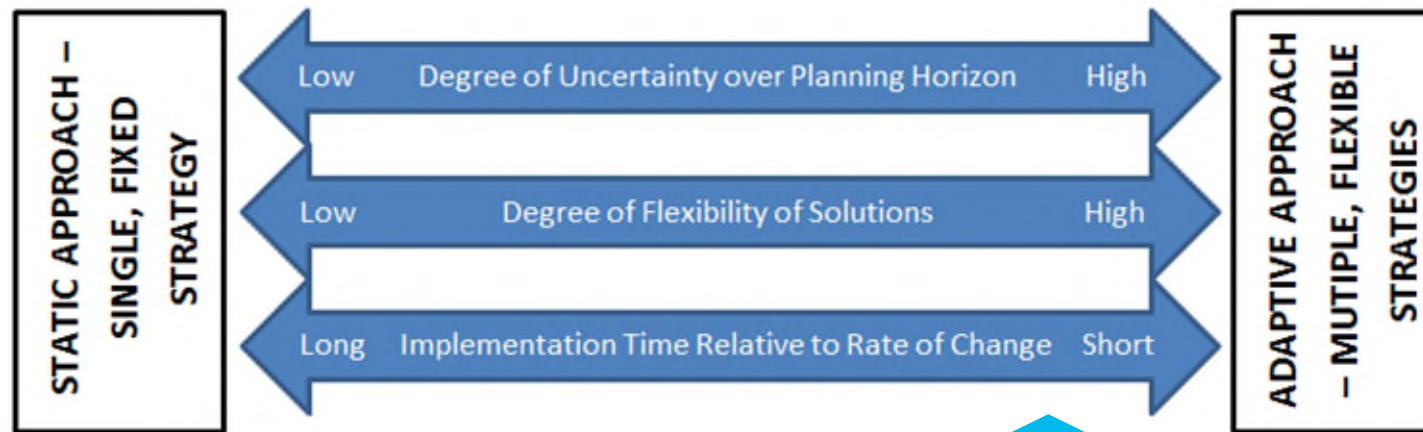 STATIC APPROACH –
SINGLE, FIXED
STRATEGY
Low Degree of Uncertainty over Planning Horizon High
Low Degree of Flexibility of Solutions High
Long Implementation Time Relative to Rate of Change Short
ADAPTIVE APPROACH
– MUTIPLE, FLEXIBLE
STRATEGIES